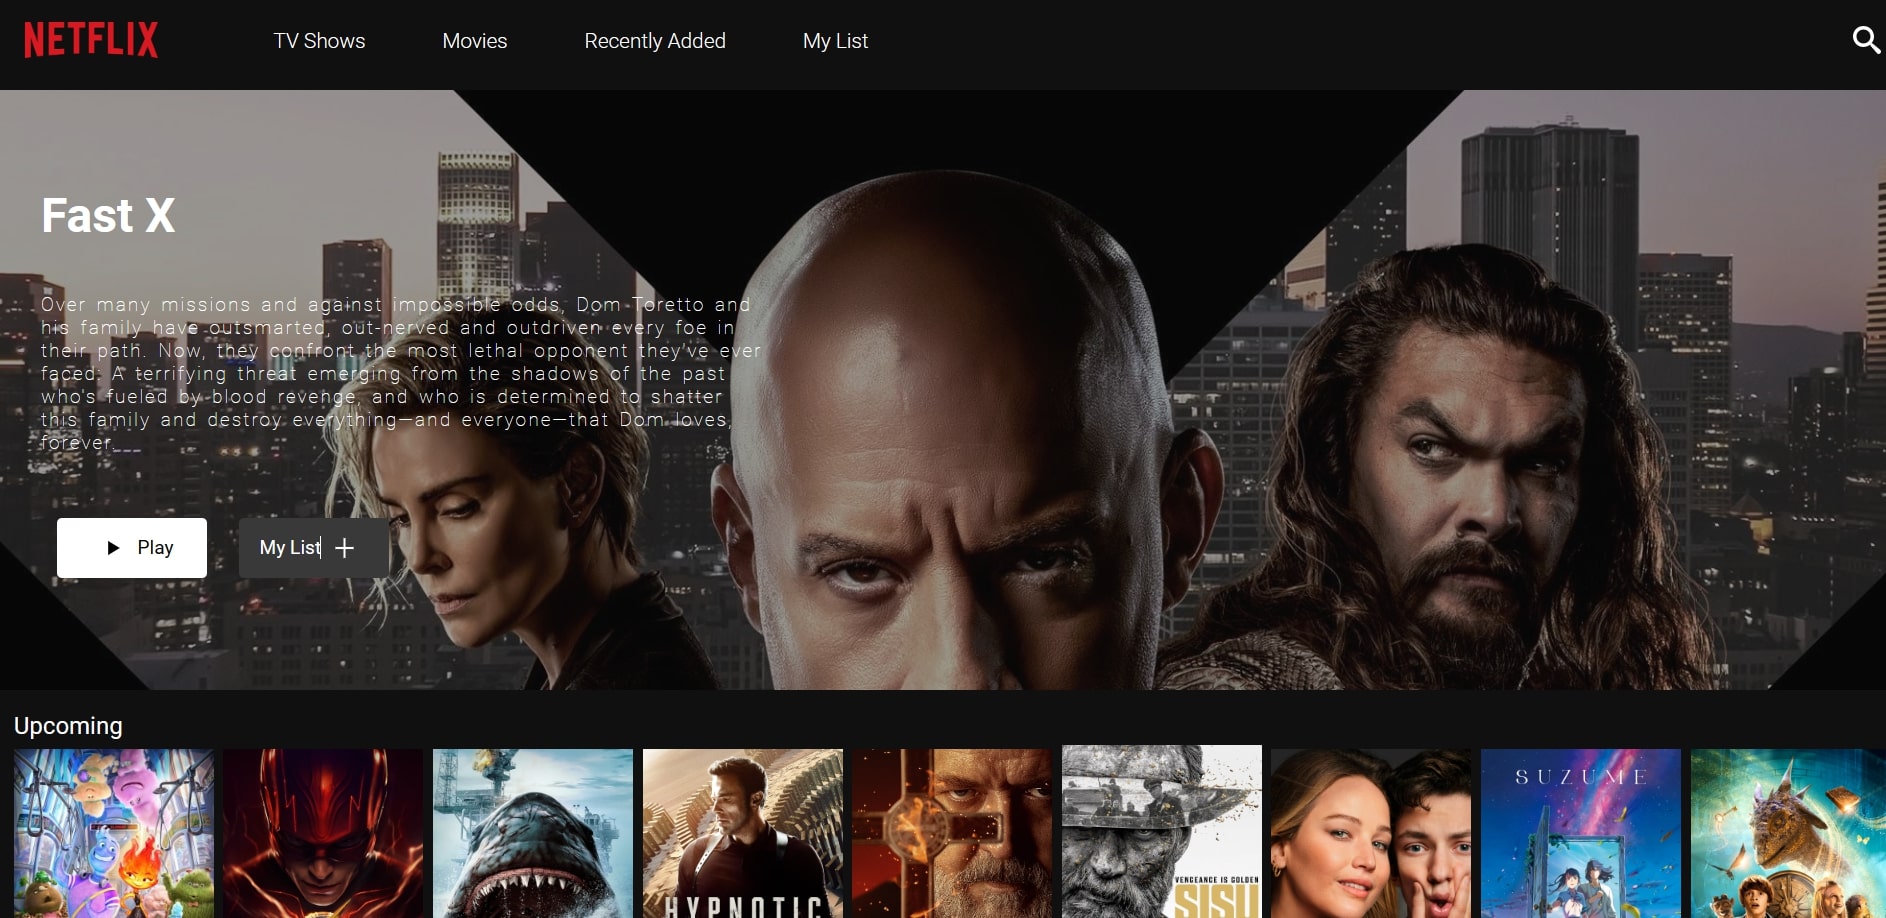 NETFLIX
TV Shows
Movies
Recently Added
My List
Fast X
Over many missions and against impossible odds, Dom Toretto and
his family have outsmarted, out-nerved and outdriven every foe in
their path. Now, they confront the most lethal opponent they've ever
faced: A terrifying threat emerging from the shadows of the past
who's fueled by blood revenge, and who is determined to shatter
this family and destroy everything—and everyone—that Dom loves,
forever.
Play
My List
Upcoming
SUZUME
VENGEANCE IS GOLDEN
HYPNOTIC
SISU